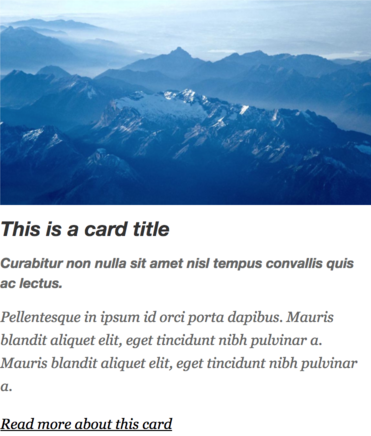 This is a card title
Curabitur non nulla sit amet nisl tempus convallis quis
ac lectus.
Pellentesque in ipsum id orci porta dapibus. Mauris
blandit aliquet elit, eget tincidunt nibh pulvinar a.
Mauris blandit aliquet elit, eget tincidunt nibh pulvinar
a.
Read more about this card